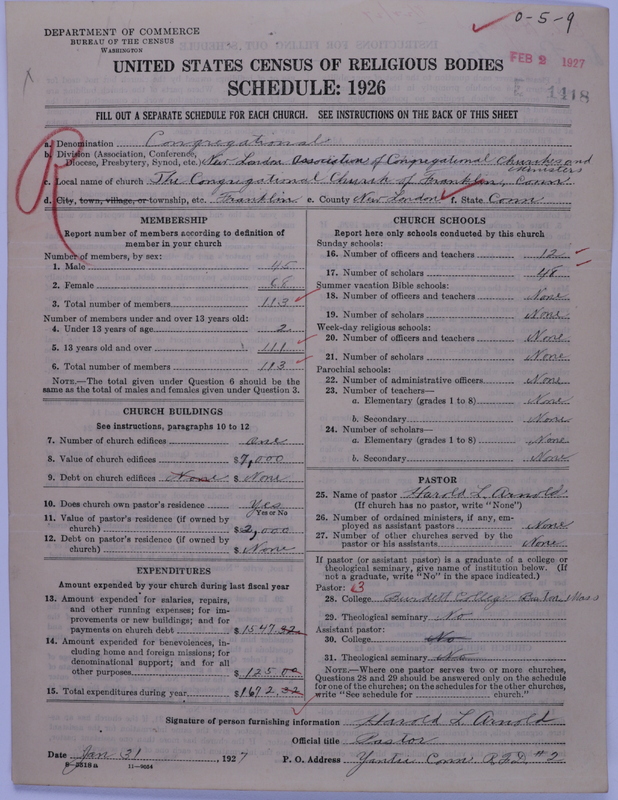 0-5-9
DEPARTMENT OF COMMERCE
BUREAU OF THE CENSUS
WASHINGTON
FEB 2 1927
1418
UNITED STATES CENSUS OF RELIGIOUS BODIES
SCHEDULE: 1926
FILL OUT A SEPARATE SCHEDULE FOR EACH CHURCH. SEE INSTRUCTIONS ON THE BACK OF THIS SHEET
R
a. Denomination Congregational
b. Division (Association, Conference, Diocese, Presbytery, Synod, etc.) New London Association of Congregational Churches and Ministers
c. Local name of church The Congregational Church of Franklin, Conn
d. City, town, village, or township, etc. Franklin e. County New London f. State Conn
MEMBERSHIP
Report number of members according to definition of
member in your church
Number of members, by sex:
1. Male 45
2. Female 68
3. Total number of members 113
Number of members under and over 13 years old:
4. Under 13 years of age 2
5. 13 years old and over 111
6. Total number of members 113
NOTE.—The total given under Question 6 should be the
same as the total of males and females given under Question 3.
CHURCH BUILDINGS
See instructions, paragraphs 10 to 12
7. Number of church edifices one
8. Value of church edifices $7,000
9. Debt on church edifices None $ None
10. Does church own pastor's residence Yes
Yes or No
11. Value of pastor's residence (if owned by
church) $2,000
12. Debt on pastor's residence (if owned by
church) $ None
EXPENDITURES
Amount expended by your church during last fiscal year
13. Amount expended for salaries, repairs,
and other running expenses; for im-
provements or new buildings; and for
payments on church debt $1547.32
14. Amount expended for benevolences, in-
cluding home and foreign missions; for
denominational support; and for all
other purposes $125.00
15. Total expenditures during year $1672.32
CHURCH SCHOOLS
Report here only schools conducted by this church
Sunday schools:
16. Number of officers and teachers 12
17. Number of scholars 48
Summer vacation Bible schools:
18. Number of officers and teachers None
19. Number of scholars None
Week-day religious schools:
20. Number of officers and teachers None
21. Number of scholars None
Parochial schools:
22. Number of administrative officers None
23. Number of teachers—
a. Elementary (grades 1 to 8) None
b. Secondary None
24. Number of scholars—
a. Elementary (grades 1 to 8) None
b. Secondary None
PASTOR
25. Name of pastor Harold L. Arnold
(If church has no pastor, write "None")
26. Number of ordained ministers, if any, em-
ployed as assistant pastors None
27. Number of other churches served by the
pastor or his assistants None
If pastor (or assistant pastor) is a graduate of a college or
theological seminary, give name of institution below. (If
not a graduate, write "No" in the space indicated.)
Pastor: 3
28. College Burdett College Boston, Mass
29. Theological seminary No
Assistant pastor:
30. College No
31. Theological seminary No
NOTE.—Where one pastor serves two or more churches,
Questions 28 and 29 should be answered only on the schedule
for one of the churches; on the schedules for the other churches,
write "See schedule for church."
Signature of person furnishing information Harold L Arnold
Official title Pastor
Date Jan 31, 1927 P. O. Address Yantic Conn. R.F.D. #2
8-3518a 11-9054